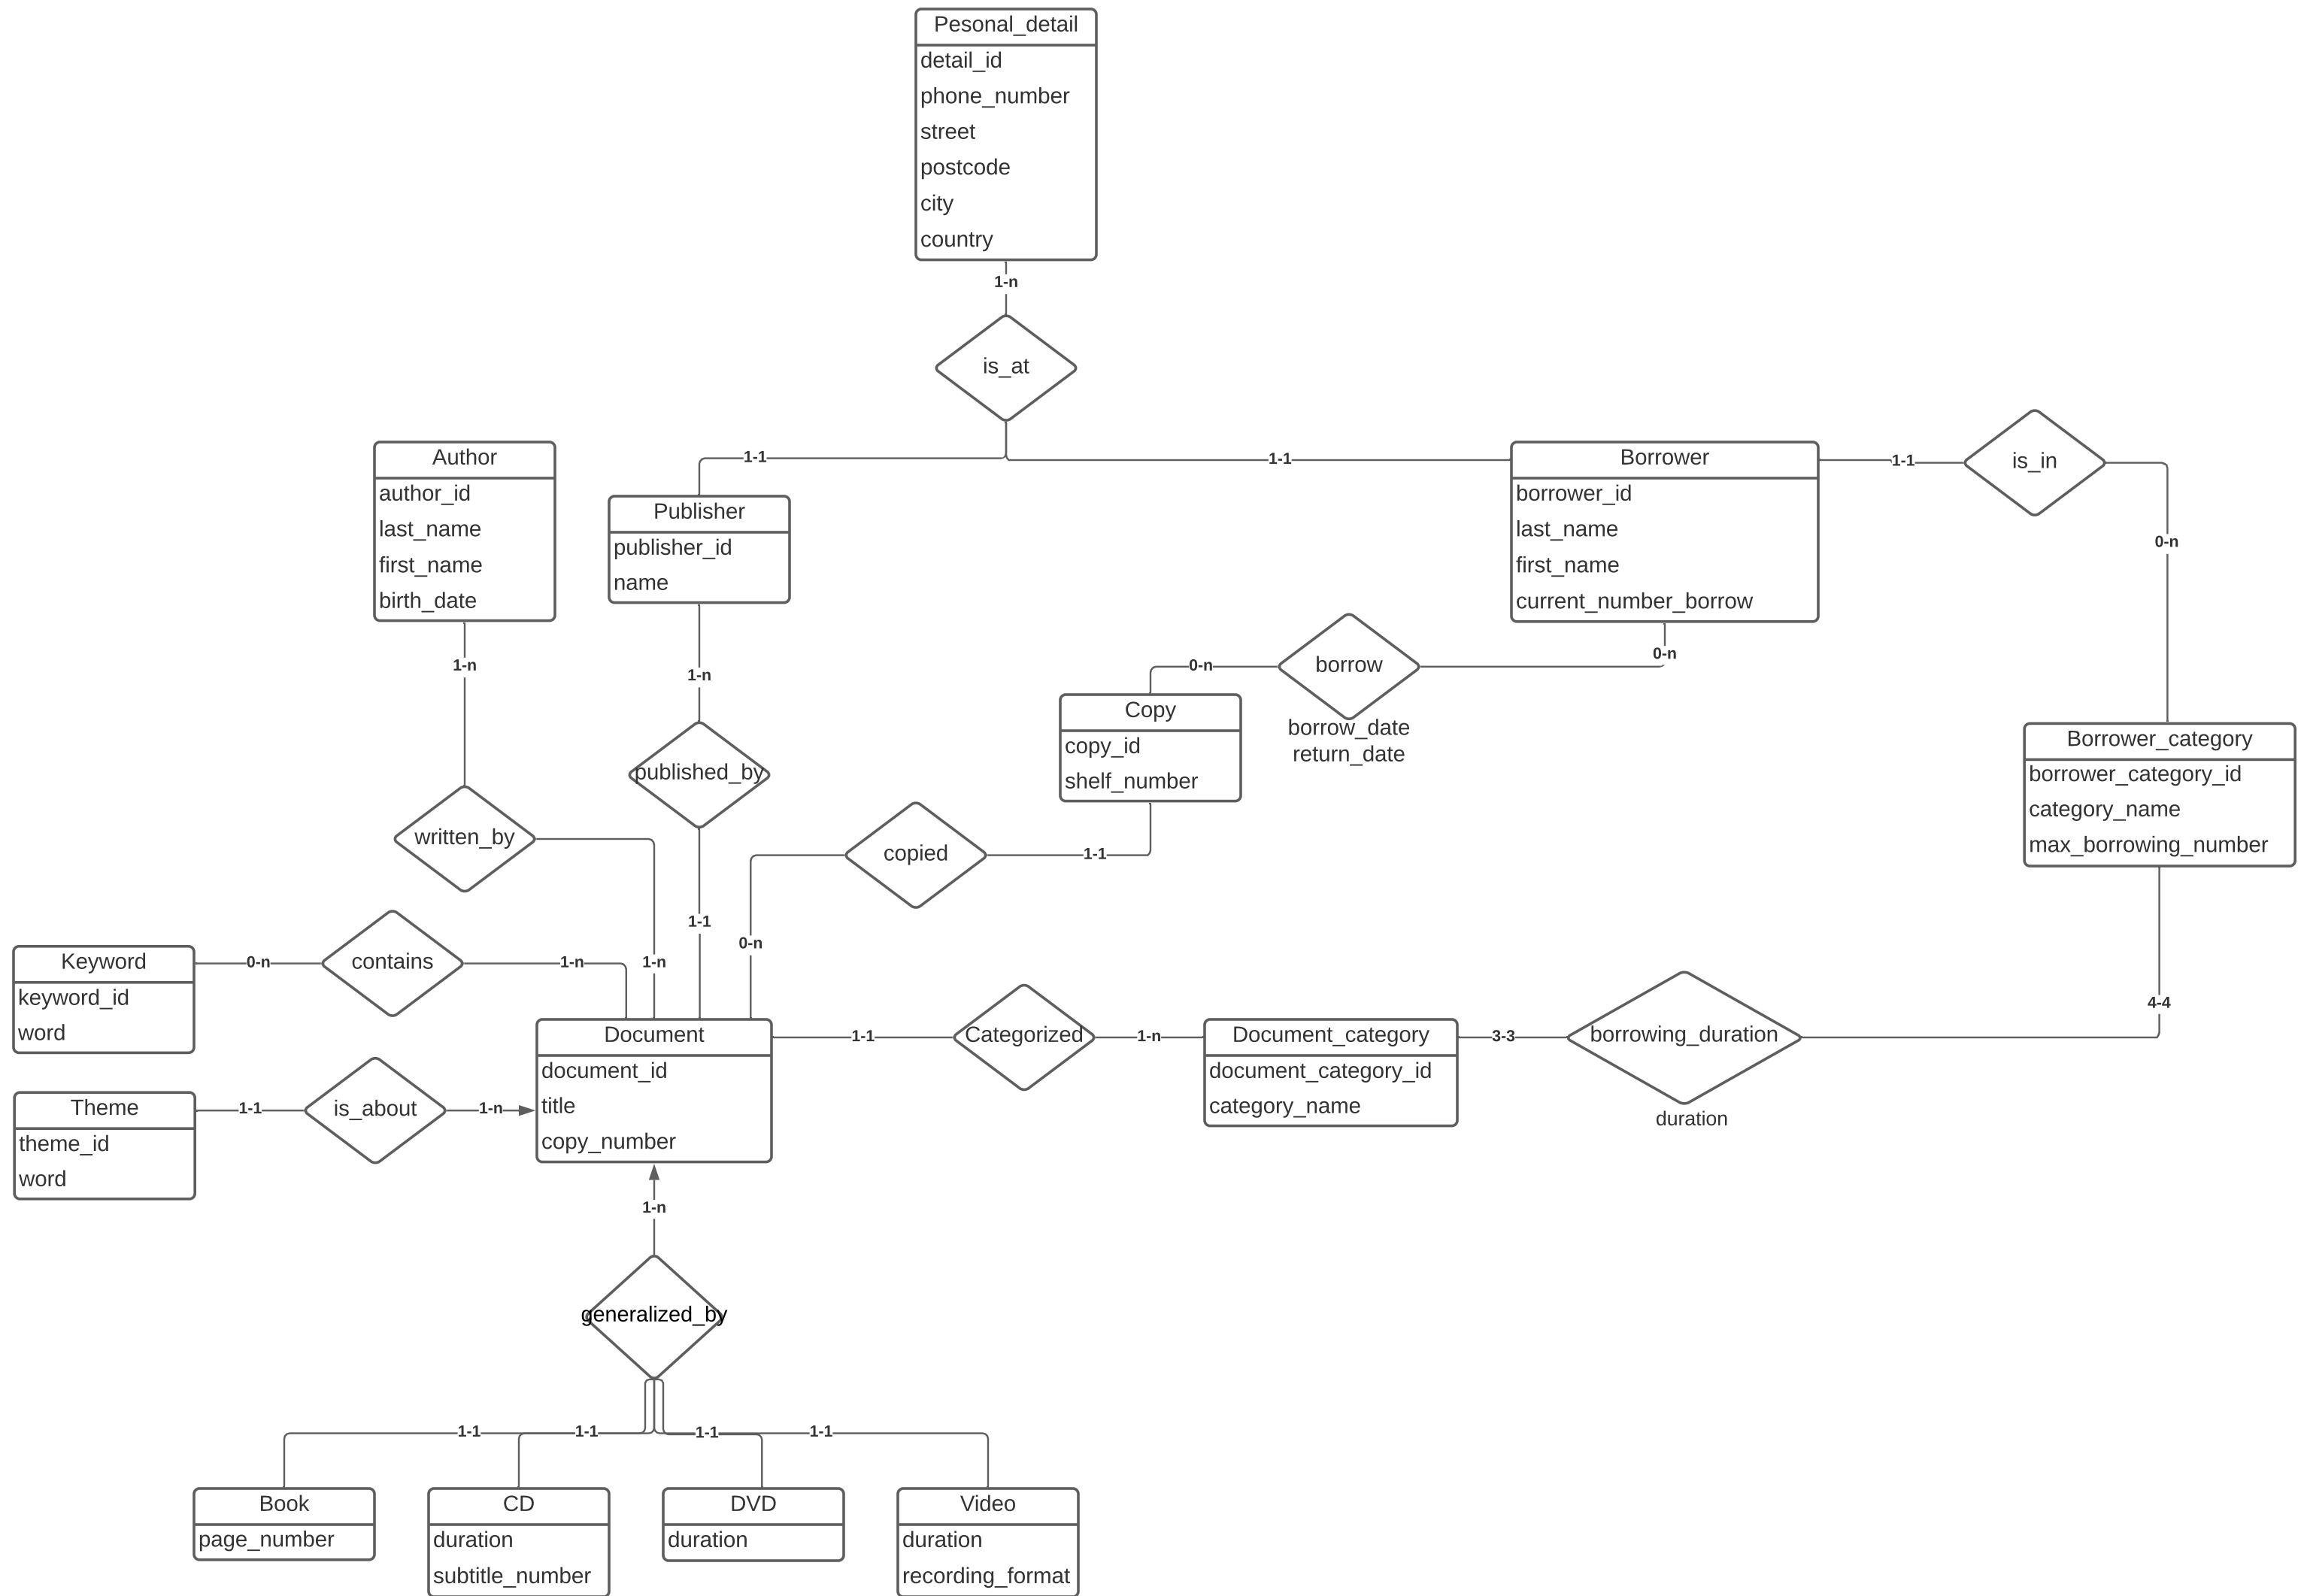 Pesonal_detail
detail_id
phone_number
street
postcode
city
country
1-n
is_at
1-1
1-1
Author
author_id
last_name
first_name
birth_date
1-n
written_by
1-n
Publisher
publisher_id
name
1-n
published_by
1-1
Borrower
borrower_id
last_name
first_name
current_number_borrow
1-1
is_in
0-n
0-n
borrow
borrow_date
return_date
0-n
Copy
copy_id
shelf_number
1-1
copied
0-n
Borrower_category
borrower_category_id
category_name
max_borrowing_number
4-4
Keyword
keyword_id
word
0-n
contains
1-n
Theme
theme_id
word
1-1
is_about
1-n
Document
document_id
title
copy_number
1-1
Categorized
1-n
Document_category
document_category_id
category_name
3-3
borrowing_duration
duration
1-n
generalized_by
1-1
1-1
1-1
1-1
Book
page_number
CD
duration
subtitle_number
DVD
duration
Video
duration
recording_format